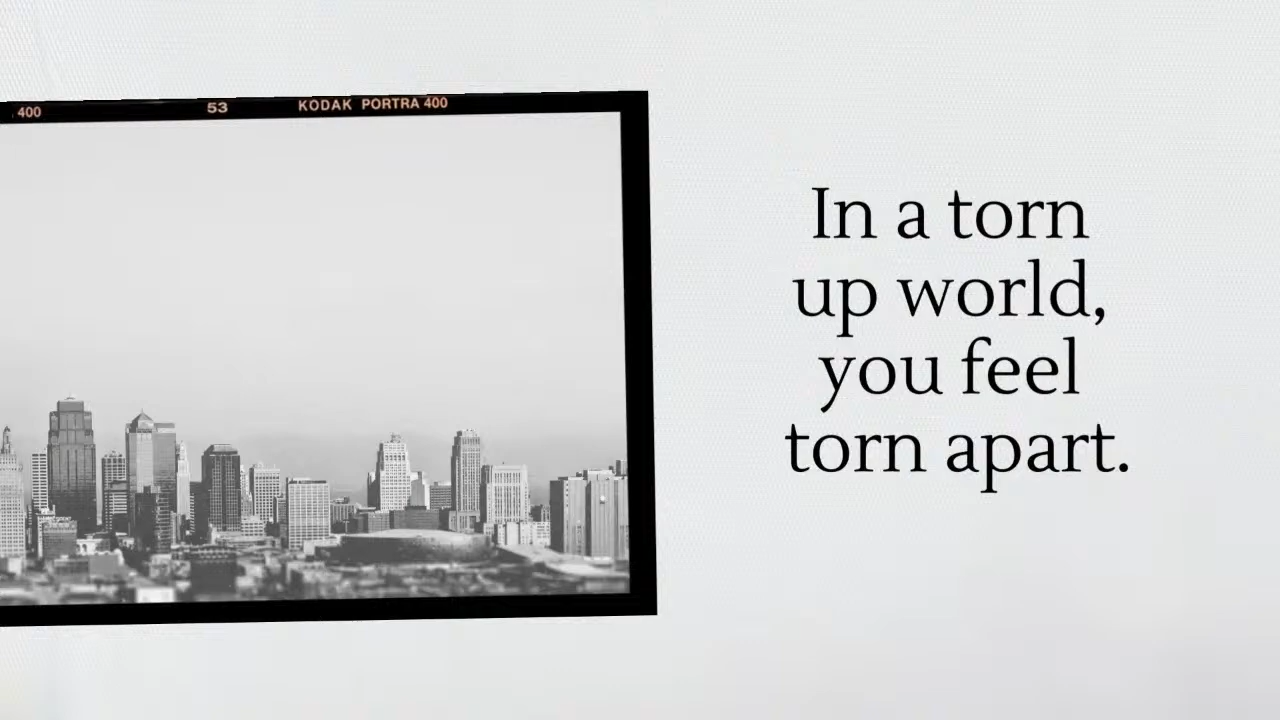 400
53
KODAK PORTRA 400
In a torn
up world,
you feel
torn apart.